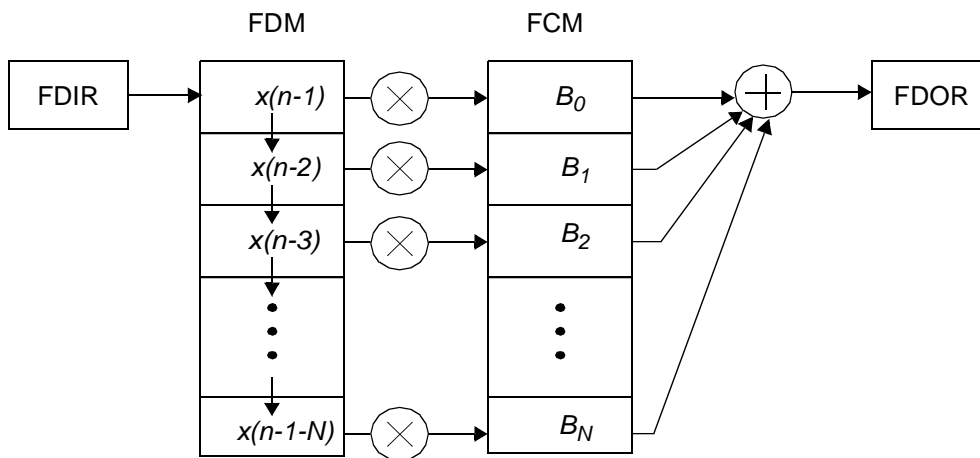 FDM FCM
FDIR x(n-1) B0 FDOR
x(n-2) B1
x(n-3) B2
x(n-1-N) BN